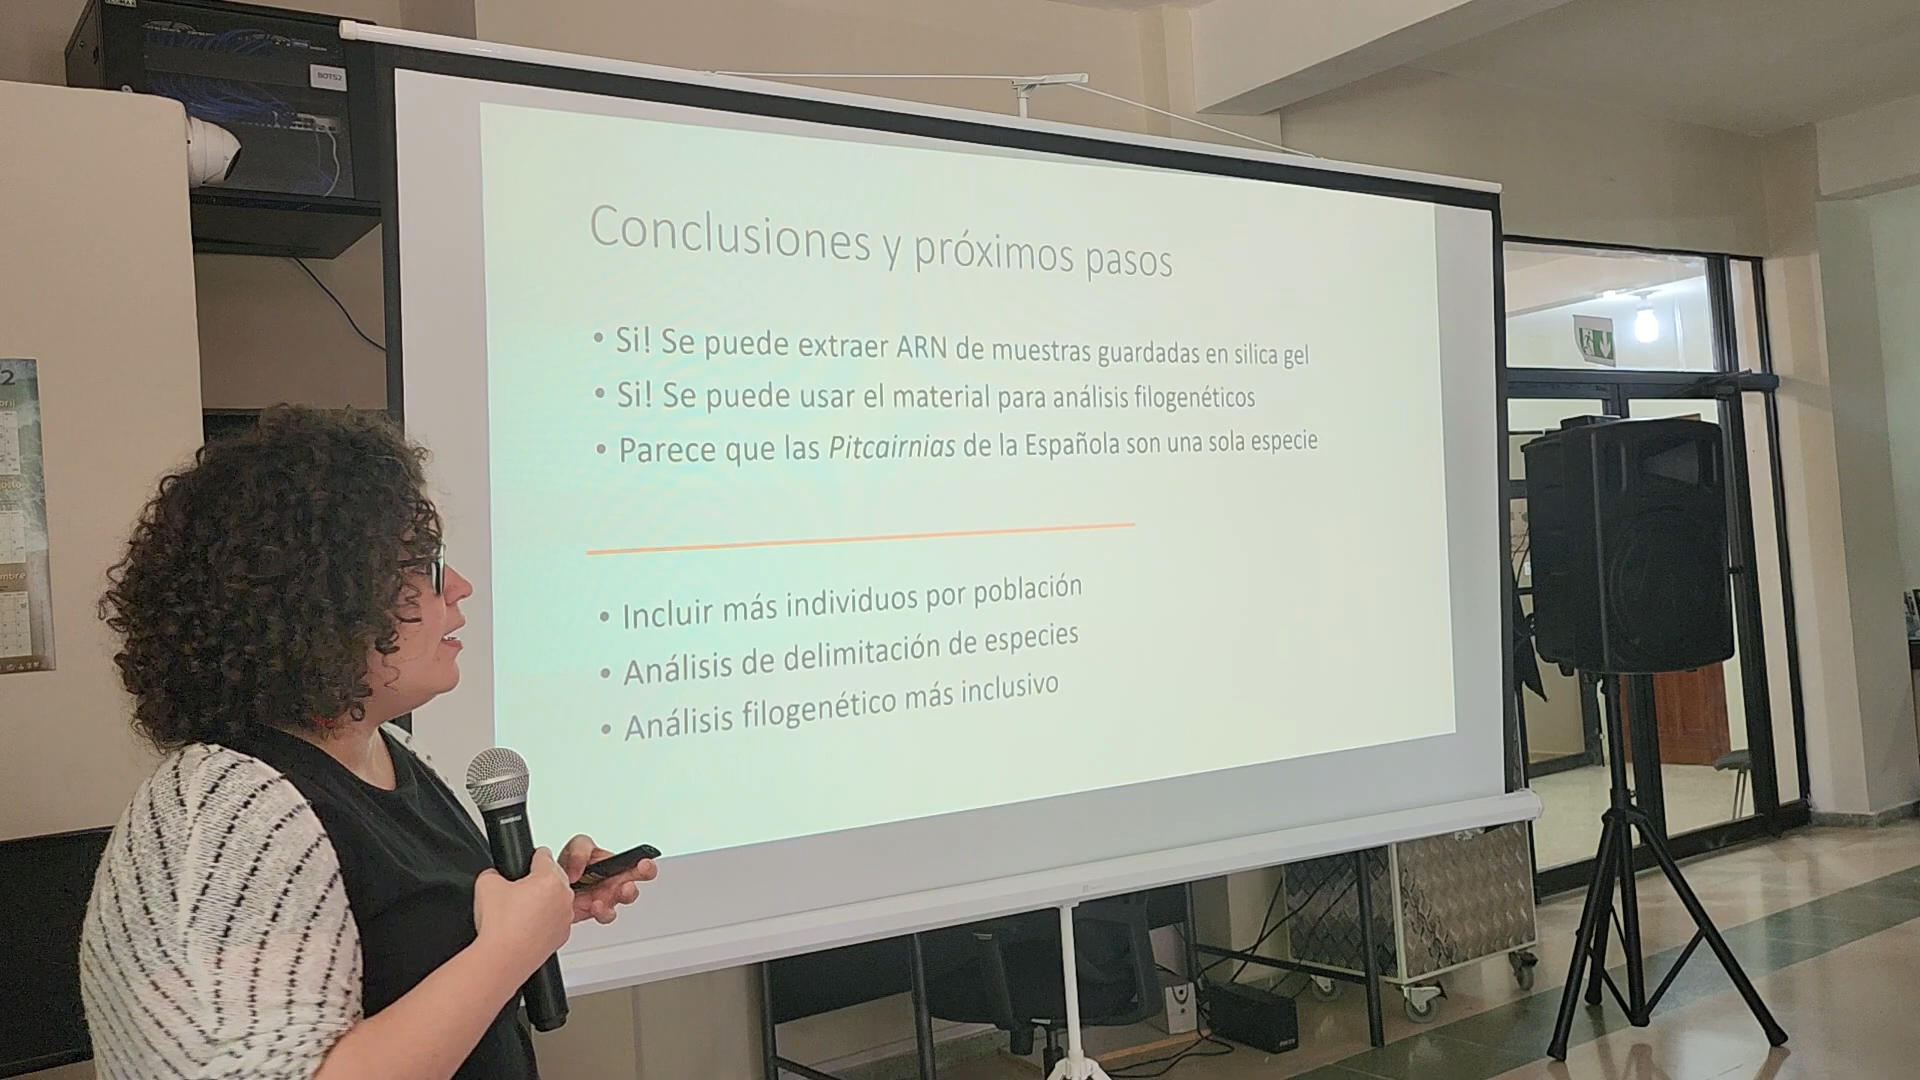 BOTS2
Conclusiones y próximos pasos
• Si! Se puede extraer ARN de muestras guardadas en silica gel
• Si! Se puede usar el material para análisis filogenéticos
• Parece que las Pitcairnias de la Española son una sola especie
• Incluir más individuos por población
• Análisis de delimitación de especies
• Análisis filogenético más inclusivo